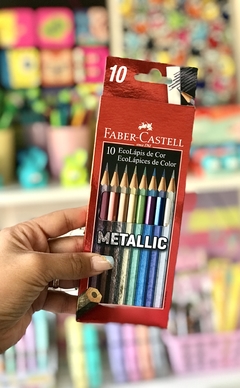 10
FABER-CASTELL
10 EcoLápis de Cor
EcoLápices de Color
METALLIC